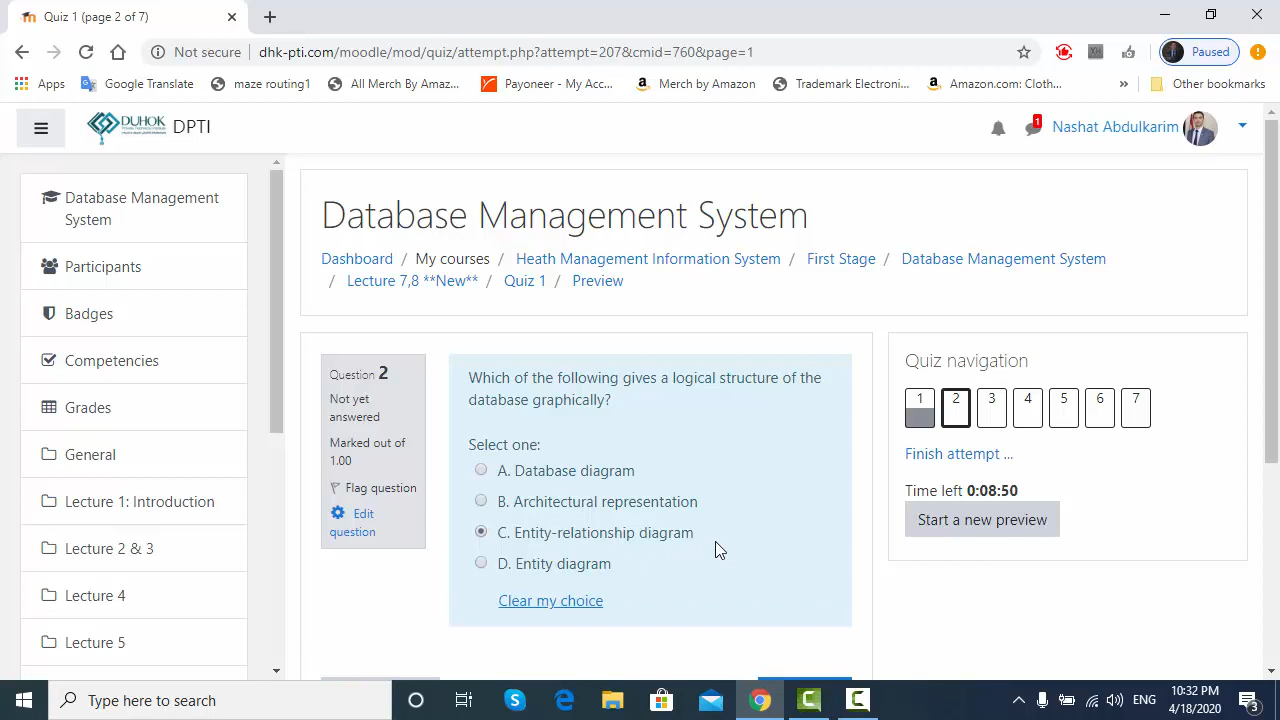 Quiz 1 (page 2 of 7)
Not secure
dhk-pti.com/moodle/mod/quiz/attempt.php?attempt=207&cmid=760&page=1
Paused
Apps
Google Translate
maze routing1
All Merch By Amaz...
Payoneer - My Acc...
Merch by Amazon
Trademark Electroni...
Amazon.com: Cloth...
»
Other bookmarks
DUHOK
DPTI
1
Nashat Abdulkarim
Database Management
System
Participants
Badges
Competencies
Grades
General
Lecture 1: Introduction
Lecture 2 & 3
Lecture 4
Lecture 5
Database Management System
Dashboard / My courses / Heath Management Information System / First Stage / Database Management System
/ Lecture 7,8 **New** / Quiz 1 / Preview
Question 2
Not yet
answered
Marked out of
1.00
Flag question
Edit
question
Which of the following gives a logical structure of the
database graphically?
Select one:
A. Database diagram
B. Architectural representation
C. Entity-relationship diagram
D. Entity diagram
Clear my choice
Quiz navigation
1 2 3 4 5 6 7
Finish attempt ...
Time left 0:08:50
Start a new preview
Type here to search
ENG
10:32 PM
4/18/2020
3